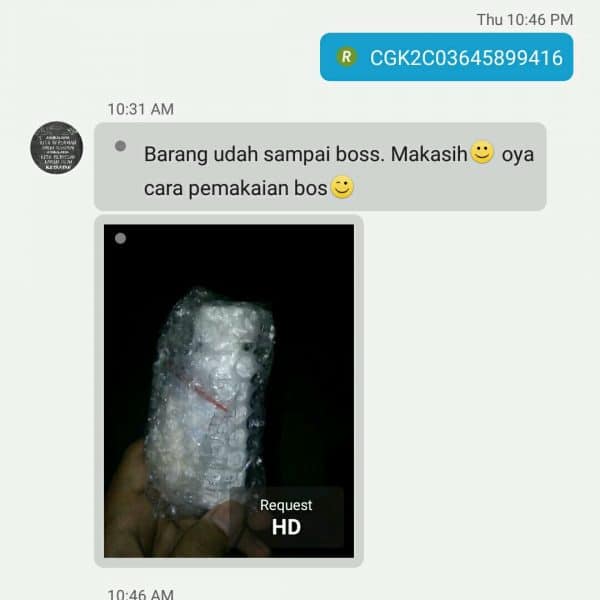 Thu 10:46 PM
R CGK2C03645899416
10:31 AM
Barang udah sampai boss. Makasih🙂 oya
cara pemakaian bos😉
Request
HD
10:46 AM